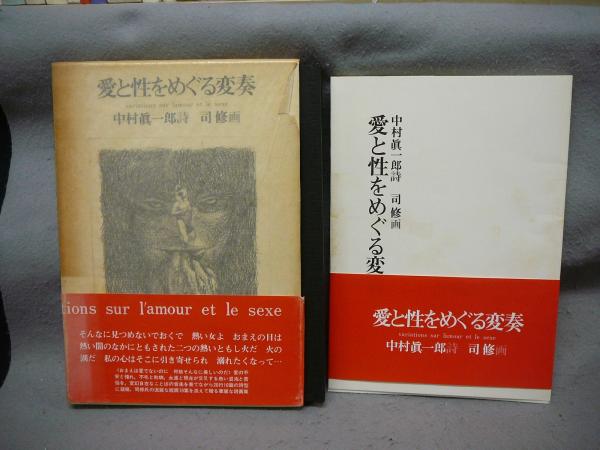 愛と性をめぐる変奏
variations sur l'amour et le sexe
中村眞一郎詩 司 修画
tions sur l'amour et le sexe
そんなに見つめないでおくで 熱い女よ おまえの目は
熱い闇のなかにともされた二つの熱いともし火だ 火の
満だ 私の心はそこに引き寄せられ 溺れたくなって…
中村眞一郎詩 司 修画
愛と性をめぐる変
愛と性をめぐる変奏
variations sur l'amour et le sexe
中村眞一郎詩 司 修画